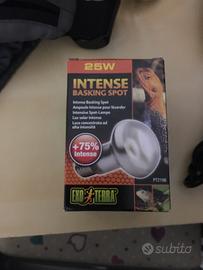 25W
INTENSE
BASKING SPOT
Intense Basking Spot
Ampoule intense pour lézarder
Intensive Spot-Lampe
Luz solar intensa
Luce concentrata ad
alta intensità
+75%
Intense
EXO TERRA
PT2198
subito